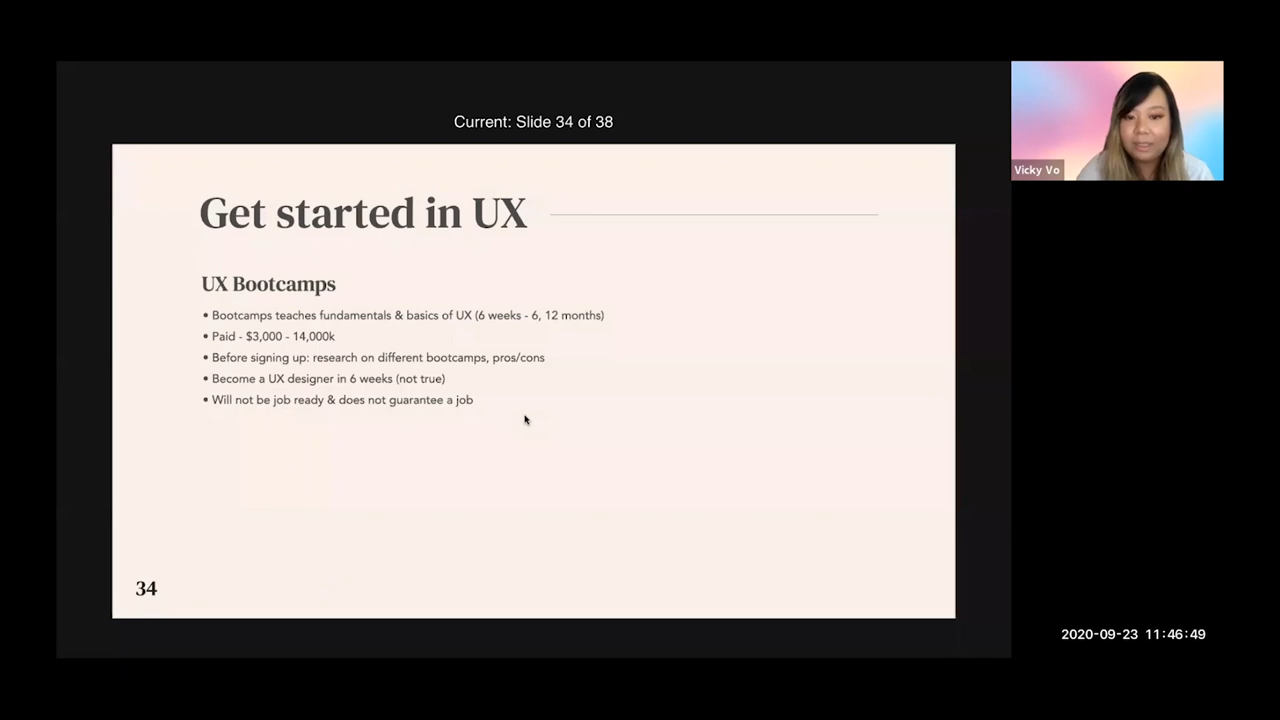 Current: Slide 34 of 38
Vicky Vo
Get started in UX
UX Bootcamps
• Bootcamps teaches fundamentals & basics of UX (6 weeks - 6, 12 months)
• Paid - $3,000 - 14,000k
• Before signing up: research on different bootcamps, pros/cons
• Become a UX designer in 6 weeks (not true)
• Will not be job ready & does not guarantee a job
34
2020-09-23 11:46:49